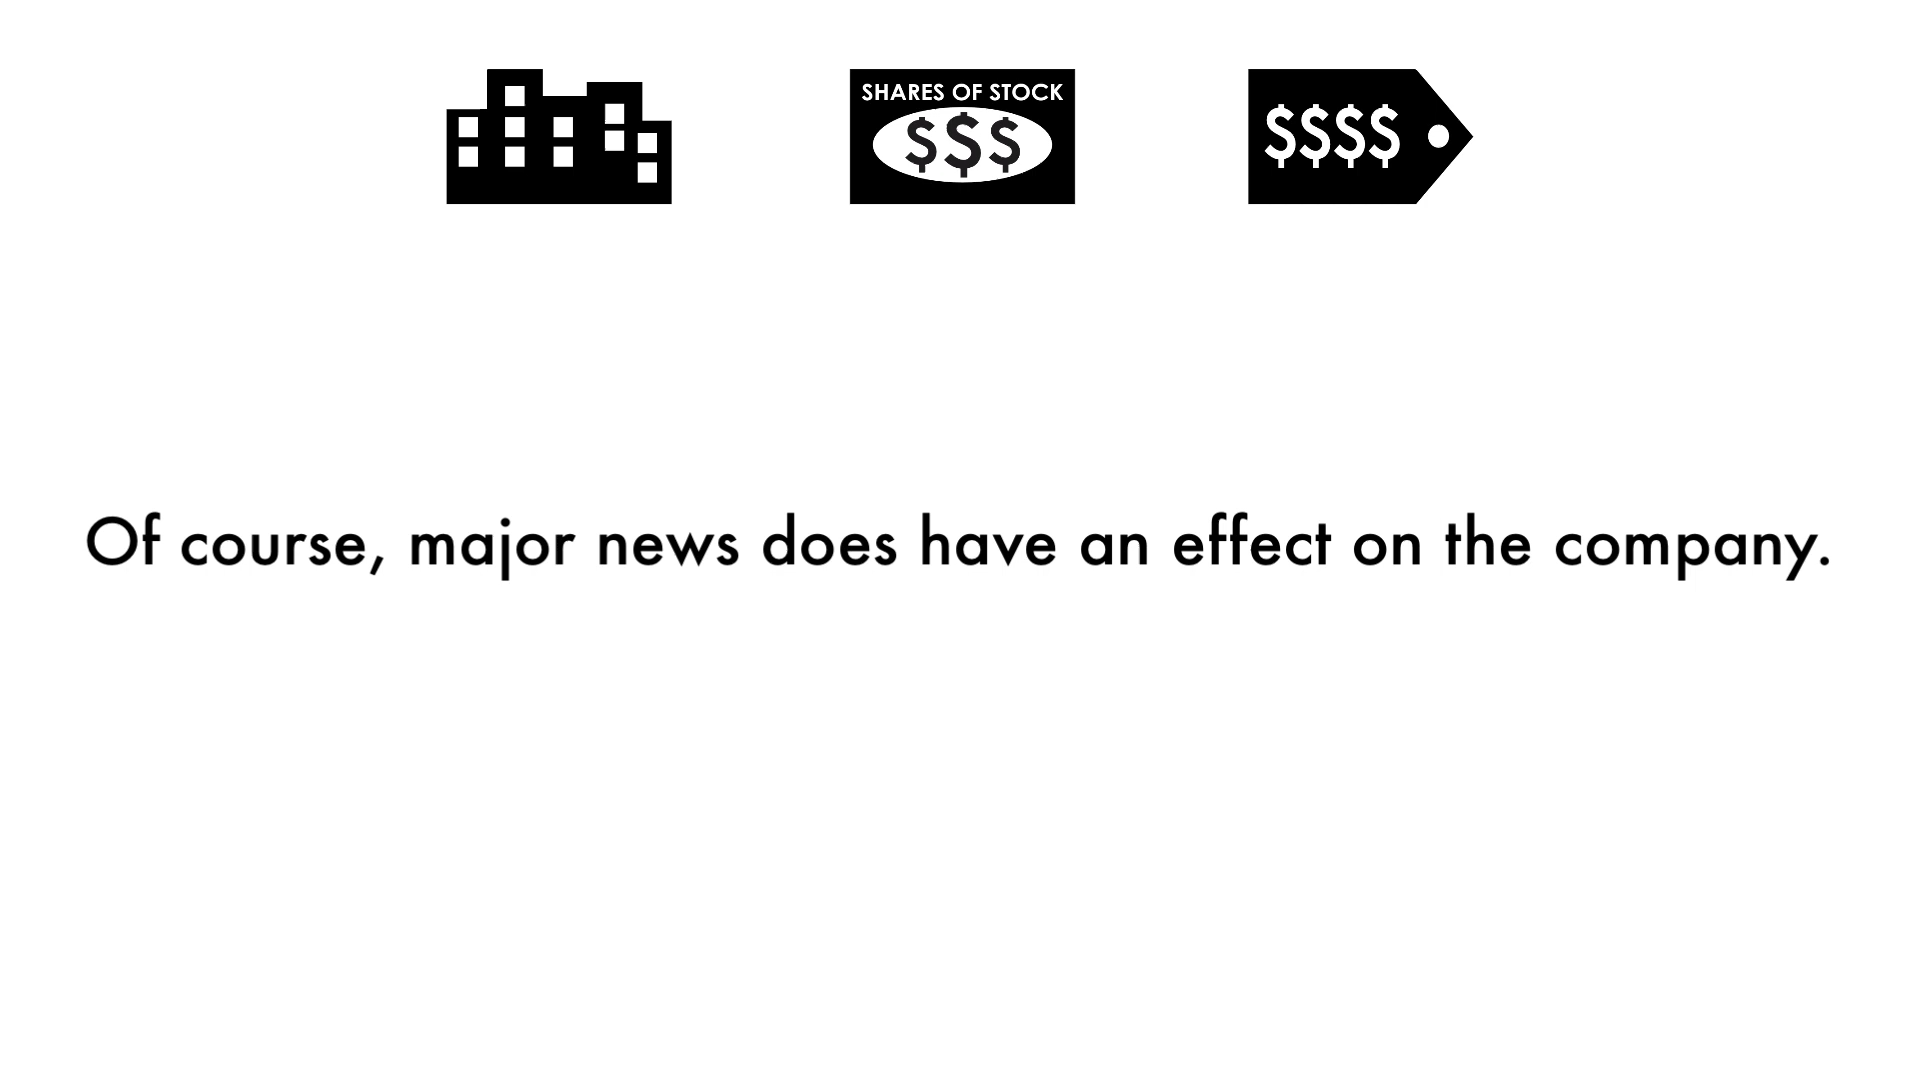 SHARES OF STOCK
$$$
$$$$
Of course, major news does have an effect on the company.